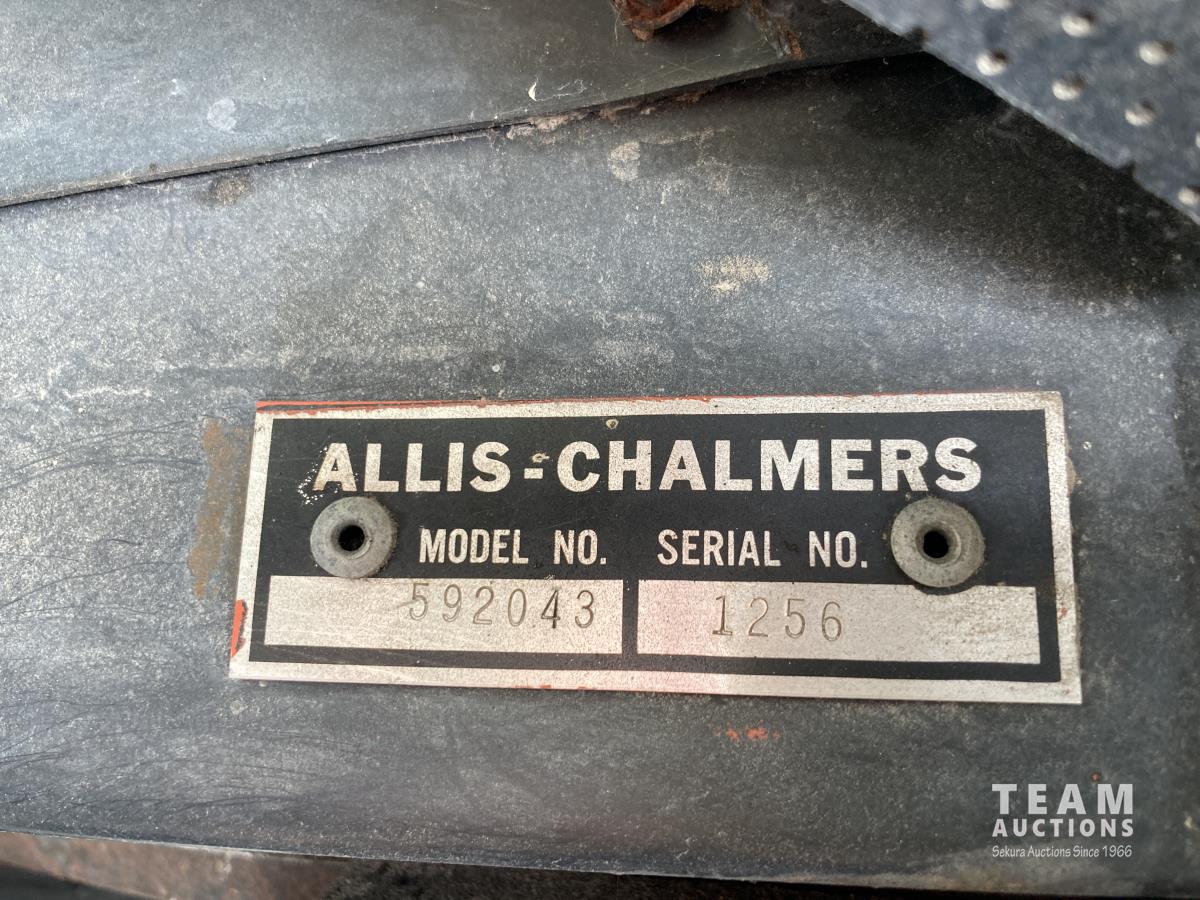 ALLIS-CHALMERS
MODEL NO. SERIAL NO.
592043 1256
TEAM
AUCTIONS
Sekura Auctions Since 1966